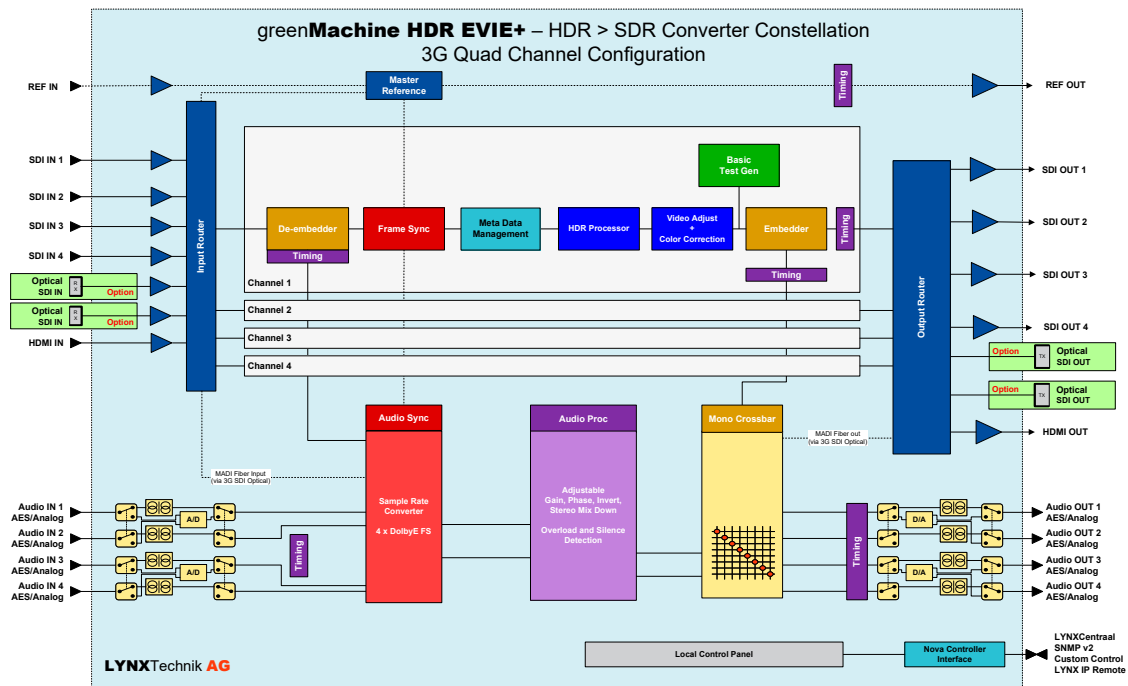 greenMachine HDR EVIE+ – HDR > SDR Converter Constellation
3G Quad Channel Configuration
REF IN
Master
Reference
Timing
REF OUT
SDI IN 1
SDI IN 2
SDI IN 3
SDI IN 4
Optical
SDI IN
R
X
Option
Optical
SDI IN
R
X
Option
HDMI IN
Input Router
Basic
Test Gen
De-embedder
Timing
Frame Sync
Meta Data
Management
HDR Processor
Video Adjust
+
Color Correction
Embedder
Timing
Timing
Channel 1
Channel 2
Channel 3
Channel 4
Output Router
SDI OUT 1
SDI OUT 2
SDI OUT 3
SDI OUT 4
Option
TX
Optical
SDI OUT
Option
TX
Optical
SDI OUT
HDMI OUT
MADI Fiber Input
(via 3G SDI Optical)
Audio Sync
Sample Rate
Converter
4 x DolbyE FS
Audio Proc
Adjustable
Gain, Phase, Invert,
Stereo Mix Down
Overload and Silence
Detection
Mono Crossbar
MADI Fiber out
(via 3G SDI Optical)
Audio IN 1
AES/Analog
Audio IN 2
AES/Analog
Audio IN 3
AES/Analog
Audio IN 4
AES/Analog
A/D
A/D
Timing
Timing
D/A
D/A
Audio OUT 1
AES/Analog
Audio OUT 2
AES/Analog
Audio OUT 3
AES/Analog
Audio OUT 4
AES/Analog
LYNXTechnik AG
Local Control Panel
Nova Controller
Interface
LYNXCentraal
SNMP v2
Custom Control
LYNX IP Remote